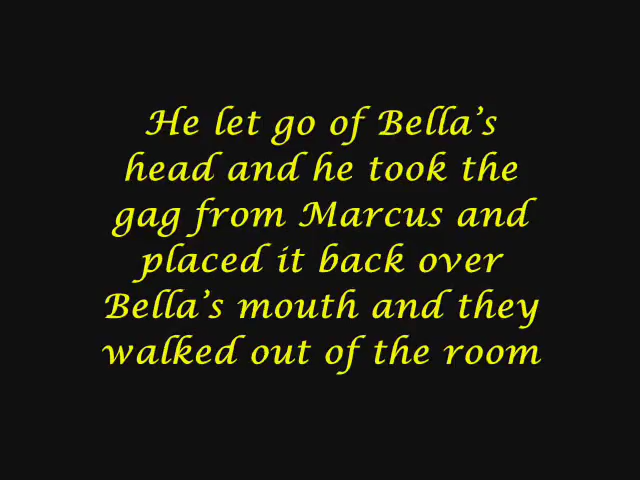 He let go of Bella's
head and he took the
gag from Marcus and
placed it back over
Bella's mouth and they
walked out of the room